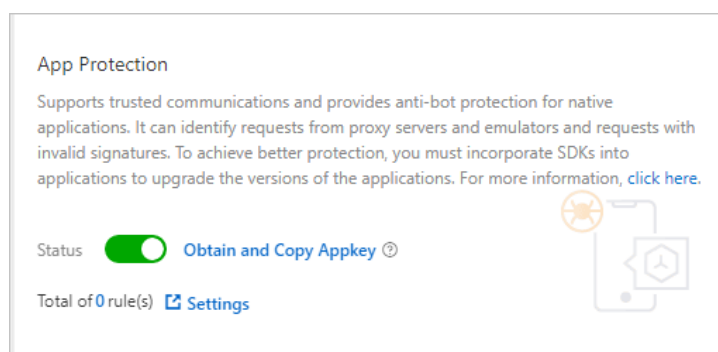 App Protection
Supports trusted communications and provides anti-bot protection for native
applications. It can identify requests from proxy servers and emulators and requests with
invalid signatures. To achieve better protection, you must incorporate SDKs into
applications to upgrade the versions of the applications. For more information, click here.
Status Obtain and Copy Appkey ?
Total of 0 rule(s) Settings